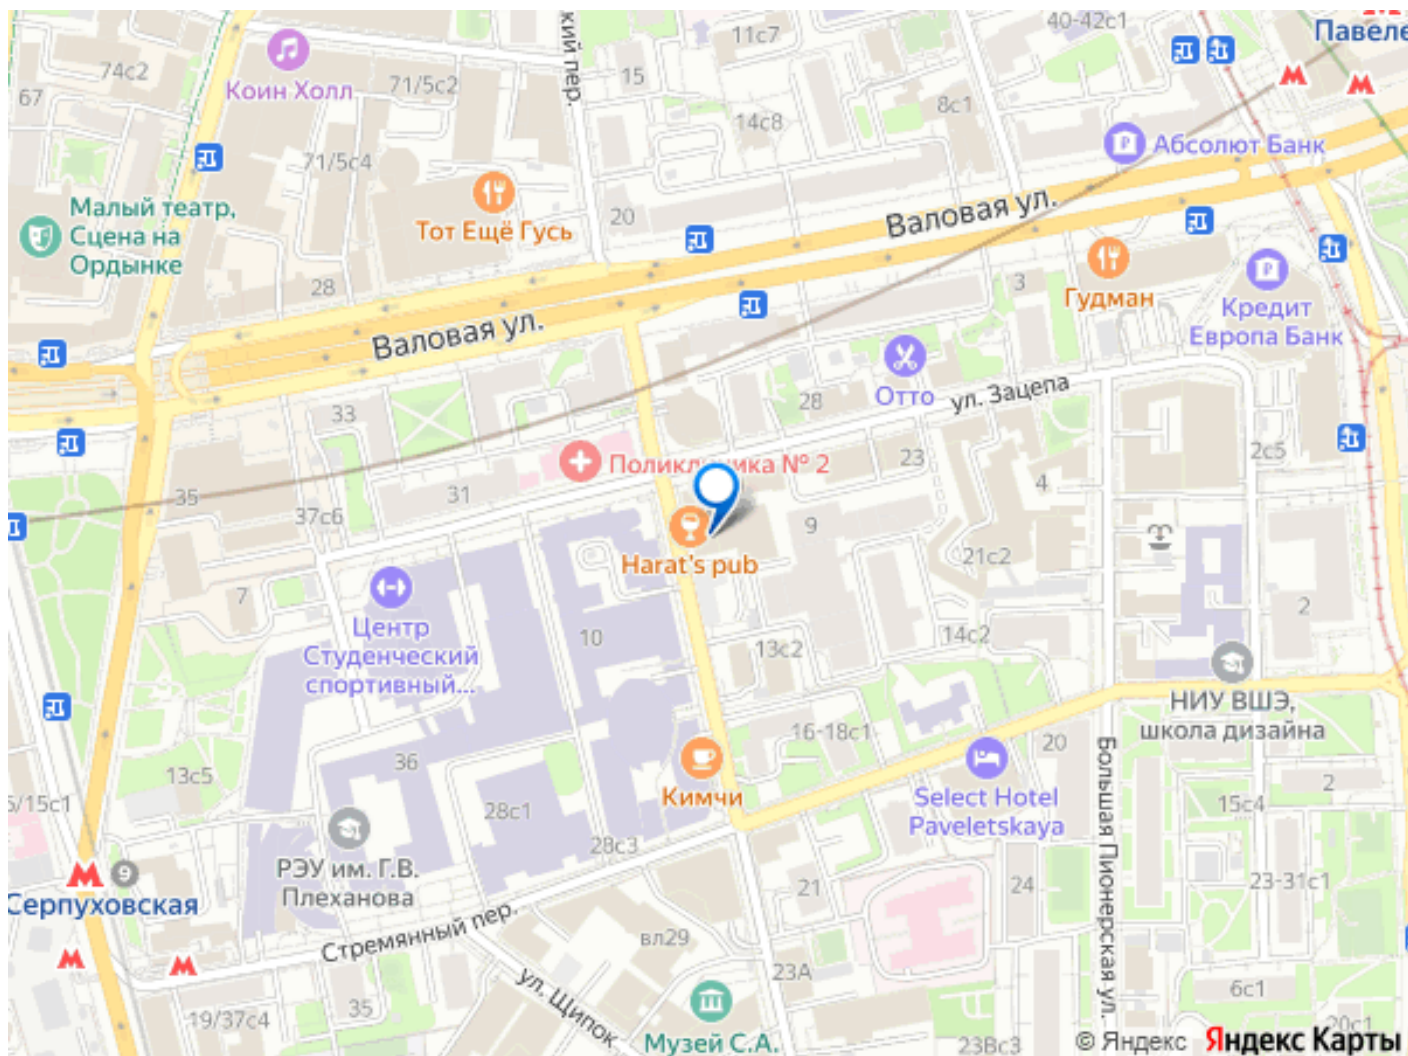 40-42с1
Павеле
11с7
Коин Холл
74с2
71/5с2
15
кий пер.
67
8с1
14с8
Абсолют Банк
71/5с4
Малый театр,
Сцена на
Ордынке
Тот Ещё Гусь
20
Валовая ул.
28
3
Гудман
Кредит
Европа Банк
Валовая ул.
Отто
ул. Зацепа
28
33
Поликлиника № 2
23
2с5
35
31
4
37с6
9
Harat's pub
21с2
7
2
Центр
Студенческий
спортивный...
10
13с2
14с2
НИУ ВШЭ,
школа дизайна
16-18с1
20
36
13с5
Кимчи
Select Hotel
Paveletskaya
2
15с4
6/15с1
28с1
Большая Пионерская ул.
РЭУ им. Г.В.
Плеханова
28с3
9
Серпуховская
21
24
23-31с1
Стремянный пер.
вл29
23А
ул. Щипок
35
6с1
19/37с4
Музей С.А.
23Вс3
20с1
© Яндекс Яндекс Карты